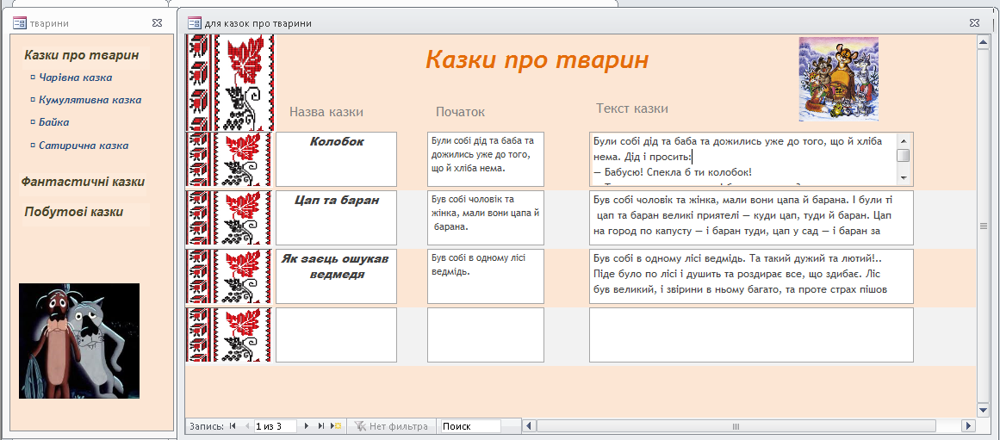 тварини
Казки про тварин
Чарівна казка
Кумулятивна казка
Байка
Сатирична казка
Фантастичні казки
Побутові казки
для казок про тварини
Казки про тварин
Назва казки
Початок
Текст казки
Колобок
Були собі дід та баба та
дожились уже до того,
що й хліба нема.
Були собі дід та баба та дожились уже до того, що й хліба
нема. Дід і просить:
— Бабусю! Спекла б ти колобок!
Цап та баран
Був собі чоловік та
жінка, мали вони цапа й
барана.
Був собі чоловік та жінка, мали вони цапа й барана. І були ті
цап та баран великі приятелі — куди цап, туди й баран. Цап
на город по капусту — і баран туди, цап у сад — і баран за
Як заєць ошукав
ведмедя
Був собі в одному лісі
ведмідь.
Був собі в одному лісі ведмідь. Та такий дужий та лютий!..
Піде було по лісі і душить та роздирає все, що здибає. Ліс
був великий, і звірини в ньому багато, та проте страх пішов
Запись:
1 из 3
Нет фильтра
Поиск